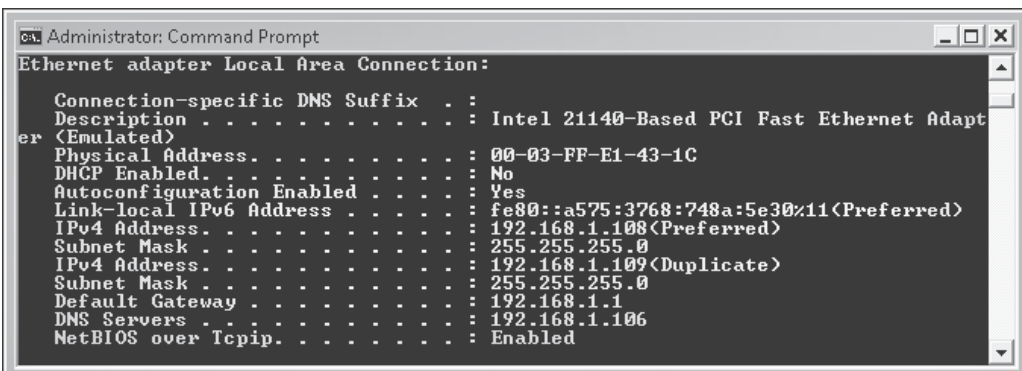 Administrator: Command Prompt
Ethernet adapter Local Area Connection:
Connection-specific DNS Suffix . :
Description . . . . . . . . . . . : Intel 21140-Based PCI Fast Ethernet Adapt
er (Emulated)
Physical Address. . . . . . . . . : 00-03-FF-E1-43-1C
DHCP Enabled. . . . . . . . . . . : No
Autoconfiguration Enabled . . . . : Yes
Link-local IPv6 Address . . . . . : fe80::a575:3768:748a:5e30%11(Preferred)
IPv4 Address. . . . . . . . . . . : 192.168.1.108(Preferred)
Subnet Mask . . . . . . . . . . . : 255.255.255.0
IPv4 Address. . . . . . . . . . . : 192.168.1.109(Duplicate)
Subnet Mask . . . . . . . . . . . : 255.255.255.0
Default Gateway . . . . . . . . . : 192.168.1.1
DNS Servers . . . . . . . . . . . : 192.168.1.106
NetBIOS over Tcpip. . . . . . . . : Enabled